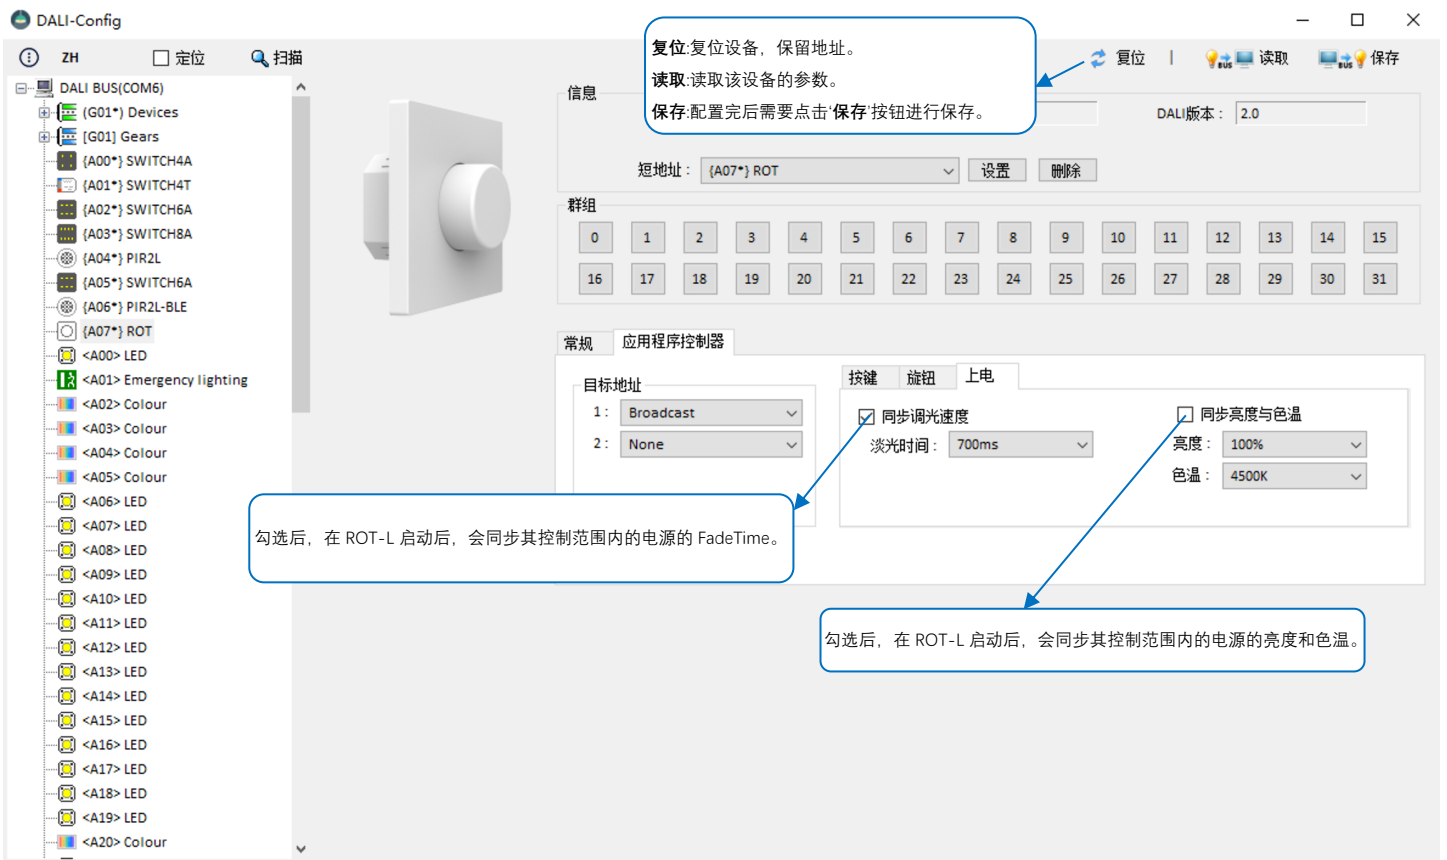 DALI-Config
ZH
定位
扫描
复位:复位设备，保留地址。
读取:读取该设备的参数。
保存:配置完后需要点击‘保存’按钮进行保存。
复位
读取
保存
DALI BUS(COM6)
(G01*) Devices
[G01] Gears
{A00*} SWITCH4A
{A01*} SWITCH4T
{A02*} SWITCH6A
{A03*} SWITCH8A
{A04*} PIR2L
{A05*} SWITCH6A
{A06*} PIR2L-BLE
{A07*} ROT
<A00> LED
<A01> Emergency lighting
<A02> Colour
<A03> Colour
<A04> Colour
<A05> Colour
<A06> LED
<A07> LED
<A08> LED
<A09> LED
<A10> LED
<A11> LED
<A12> LED
<A13> LED
<A14> LED
<A15> LED
<A16> LED
<A17> LED
<A18> LED
<A19> LED
<A20> Colour
信息
DALI版本： 2.0
短地址： {A07*} ROT 设置 删除
群组
0 1 2 3 4 5 6 7 8 9 10 11 12 13 14 15
16 17 18 19 20 21 22 23 24 25 26 27 28 29 30 31
常规 应用程序控制器
目标地址
1： Broadcast
2： None
按键 旋钮 上电
同步调光速度
淡光时间： 700ms
同步亮度与色温
亮度： 100%
色温： 4500K
勾选后，在 ROT-L 启动后，会同步其控制范围内的电源的 FadeTime。
勾选后，在 ROT-L 启动后，会同步其控制范围内的电源的亮度和色温。